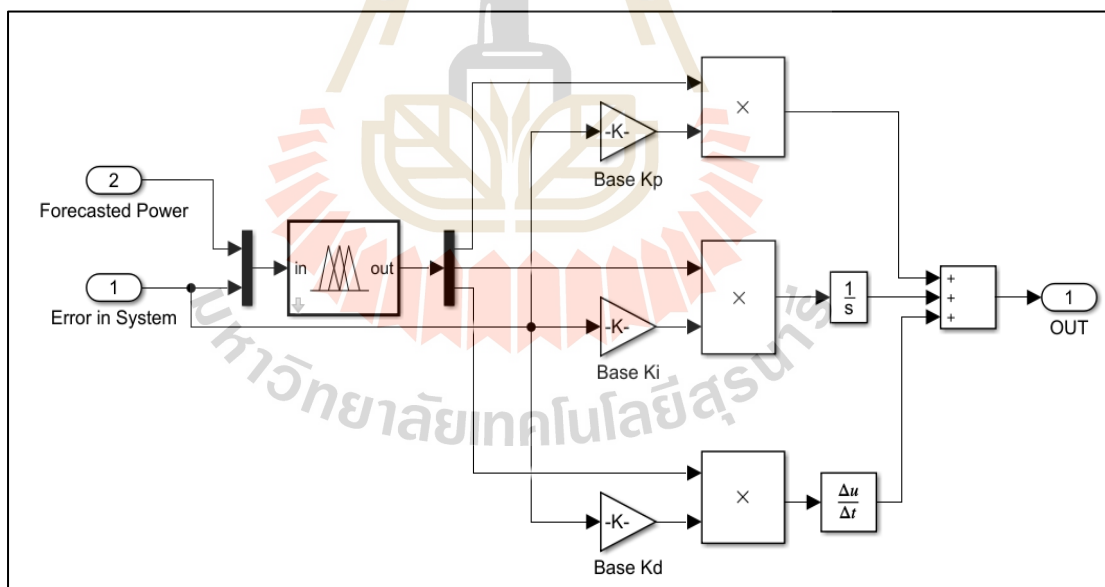 2
Forecasted Power
1
Error in System
in
out
-K-
Base Kp
×
-K-
Base Ki
×
1
s
-K-
Base Kd
×
Δu
Δt
+
+
+
1
OUT
มหาวิทยาลัยเทคโนโลยีสุรนารี